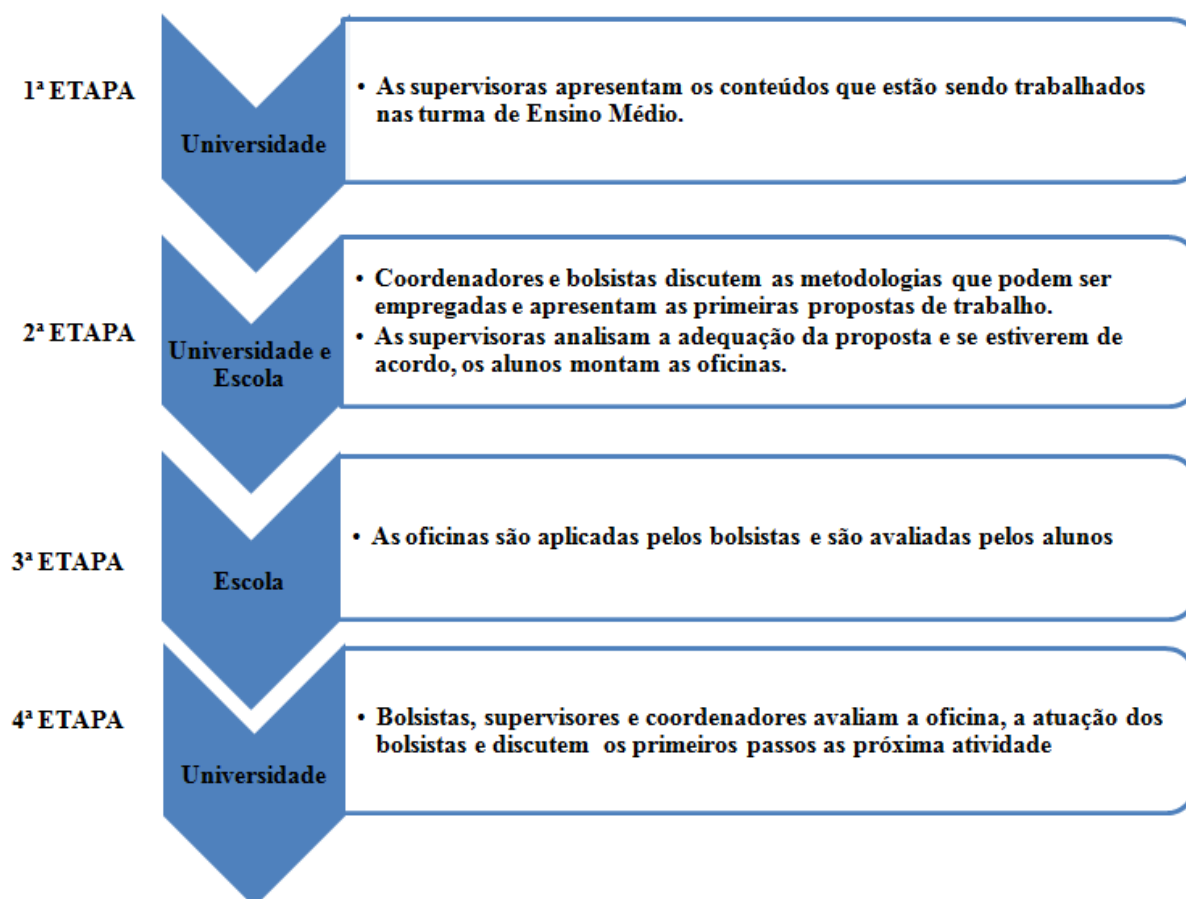 1ª ETAPA
Universidade
• As supervisoras apresentam os conteúdos que estão sendo trabalhados
nas turma de Ensino Médio.
2ª ETAPA
Universidade e
Escola
• Coordenadores e bolsistas discutem as metodologias que podem ser
empregadas e apresentam as primeiras propostas de trabalho.
• As supervisoras analisam a adequação da proposta e se estiverem de
acordo, os alunos montam as oficinas.
3ª ETAPA
Escola
• As oficinas são aplicadas pelos bolsistas e são avaliadas pelos alunos
4ª ETAPA
Universidade
• Bolsistas, supervisores e coordenadores avaliam a oficina, a atuação dos
bolsistas e discutem os primeiros passos as próxima atividade